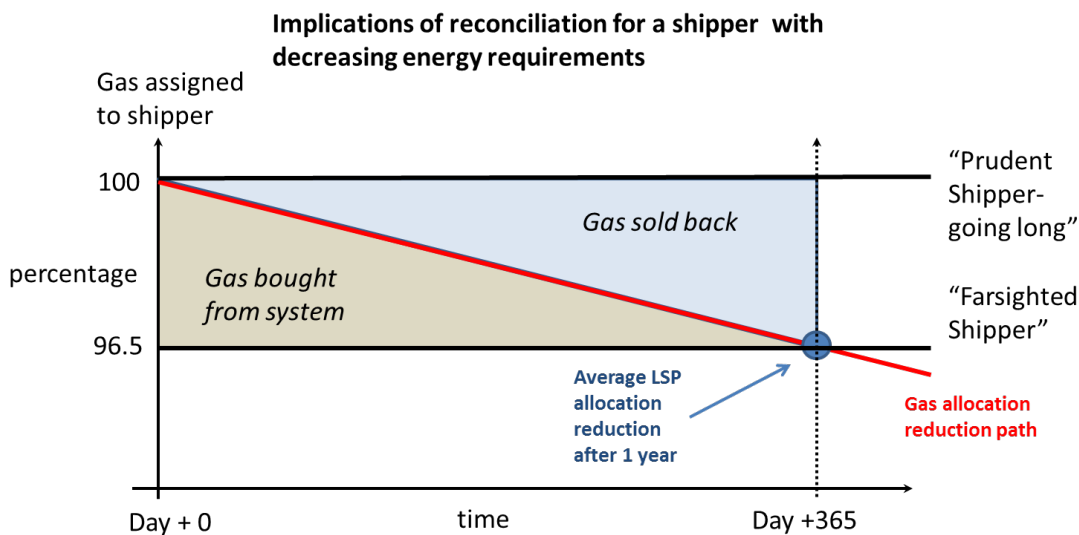 Implications of reconciliation for a shipper with
decreasing energy requirements
Gas assigned
to shipper
100
percentage
96.5
Gas sold back
Gas bought
from system
“Prudent
Shipper-
going long”
“Farsighted
Shipper”
Average LSP
allocation
reduction
after 1 year
Gas allocation
reduction path
Day + 0
time
Day +365